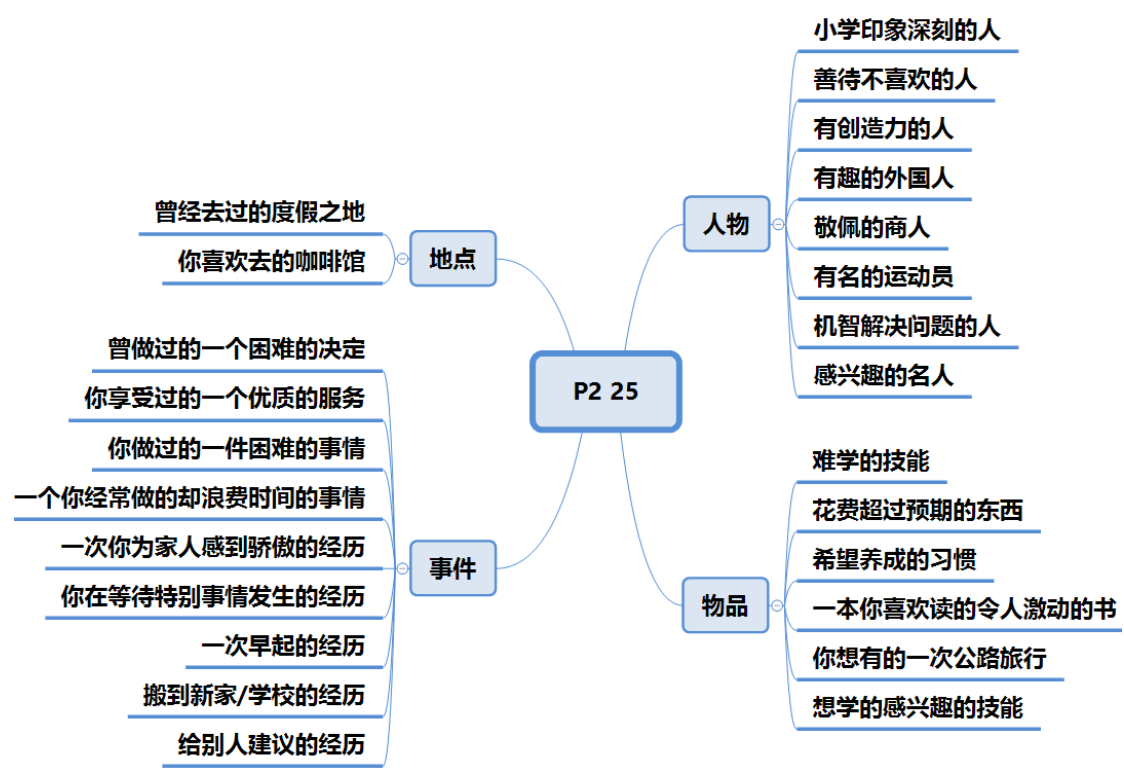 P2 25
人物
小学印象深刻的人
善待不喜欢的人
有创造力的人
有趣的外国人
敬佩的商人
有名的运动员
机智解决问题的人
感兴趣的名人
物品
难学的技能
花费超过预期的东西
希望养成的习惯
一本你喜欢读的令人激动的书
你想有的一次公路旅行
想学的感兴趣的技能
地点
曾经去过的度假之地
你喜欢去的咖啡馆
事件
曾做过的一个困难的决定
你享受过的一个优质的服务
你做过的一件困难的事情
一个你经常做的却浪费时间的事情
一次你为家人感到骄傲的经历
你在等待特别事情发生的经历
一次早起的经历
搬到新家/学校的经历
给别人建议的经历